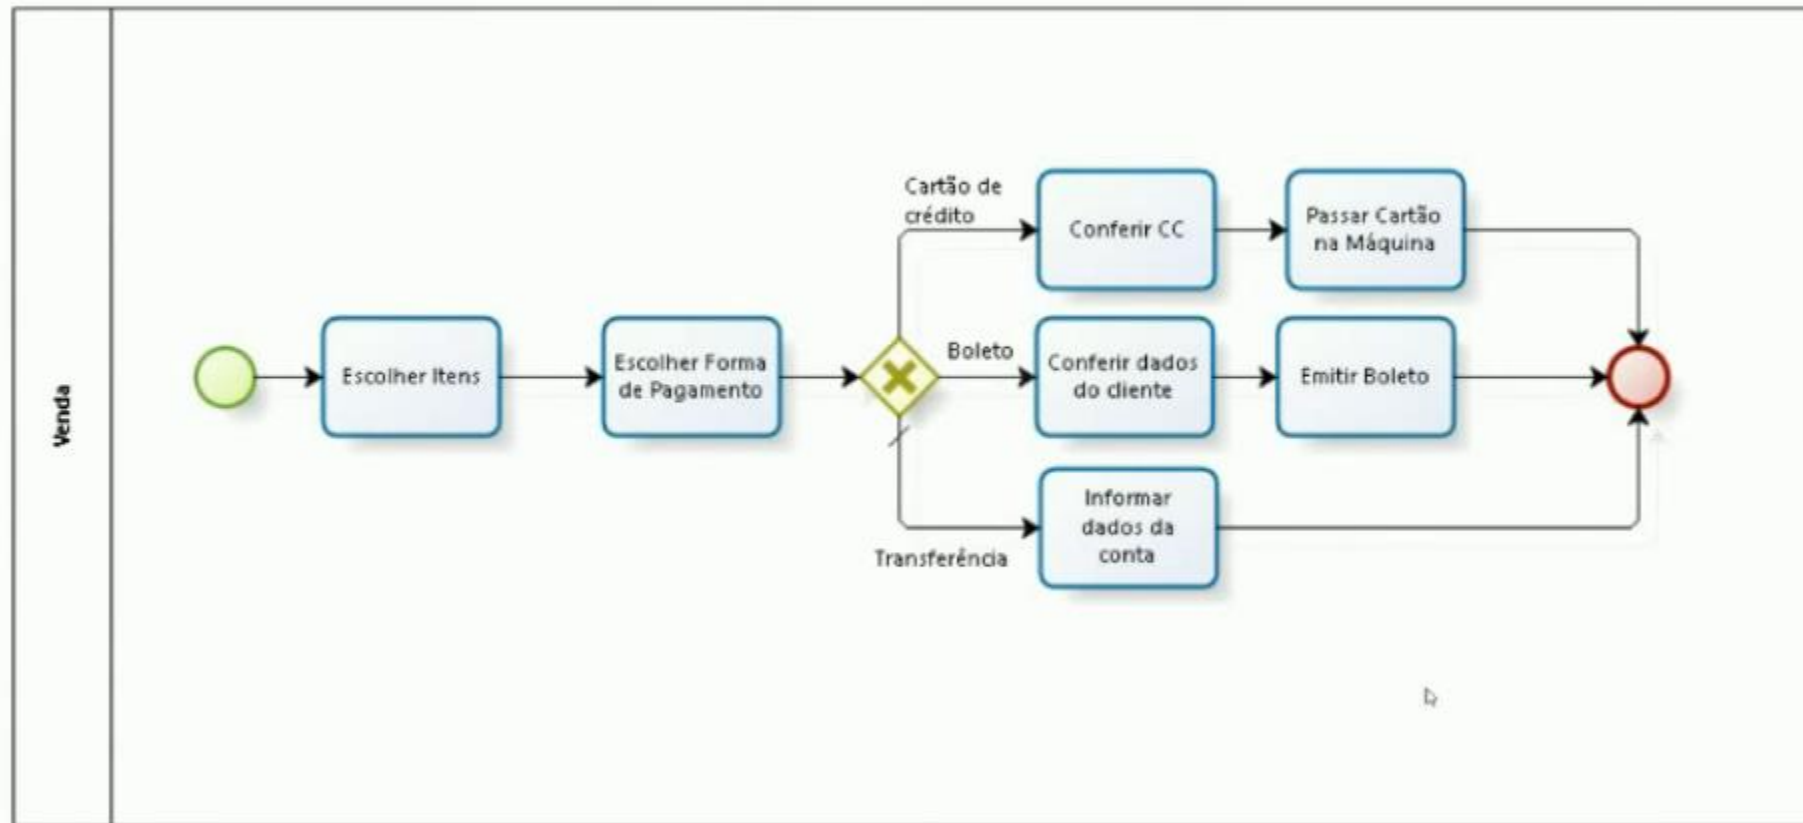 Venda
Escolher Itens
Escolher Forma
de Pagamento
Cartão de
crédito
Conferir CC
Passar Cartão
na Máquina
Boleto
Conferir dados
do cliente
Emitir Boleto
Transferência
Informar
dados da
conta